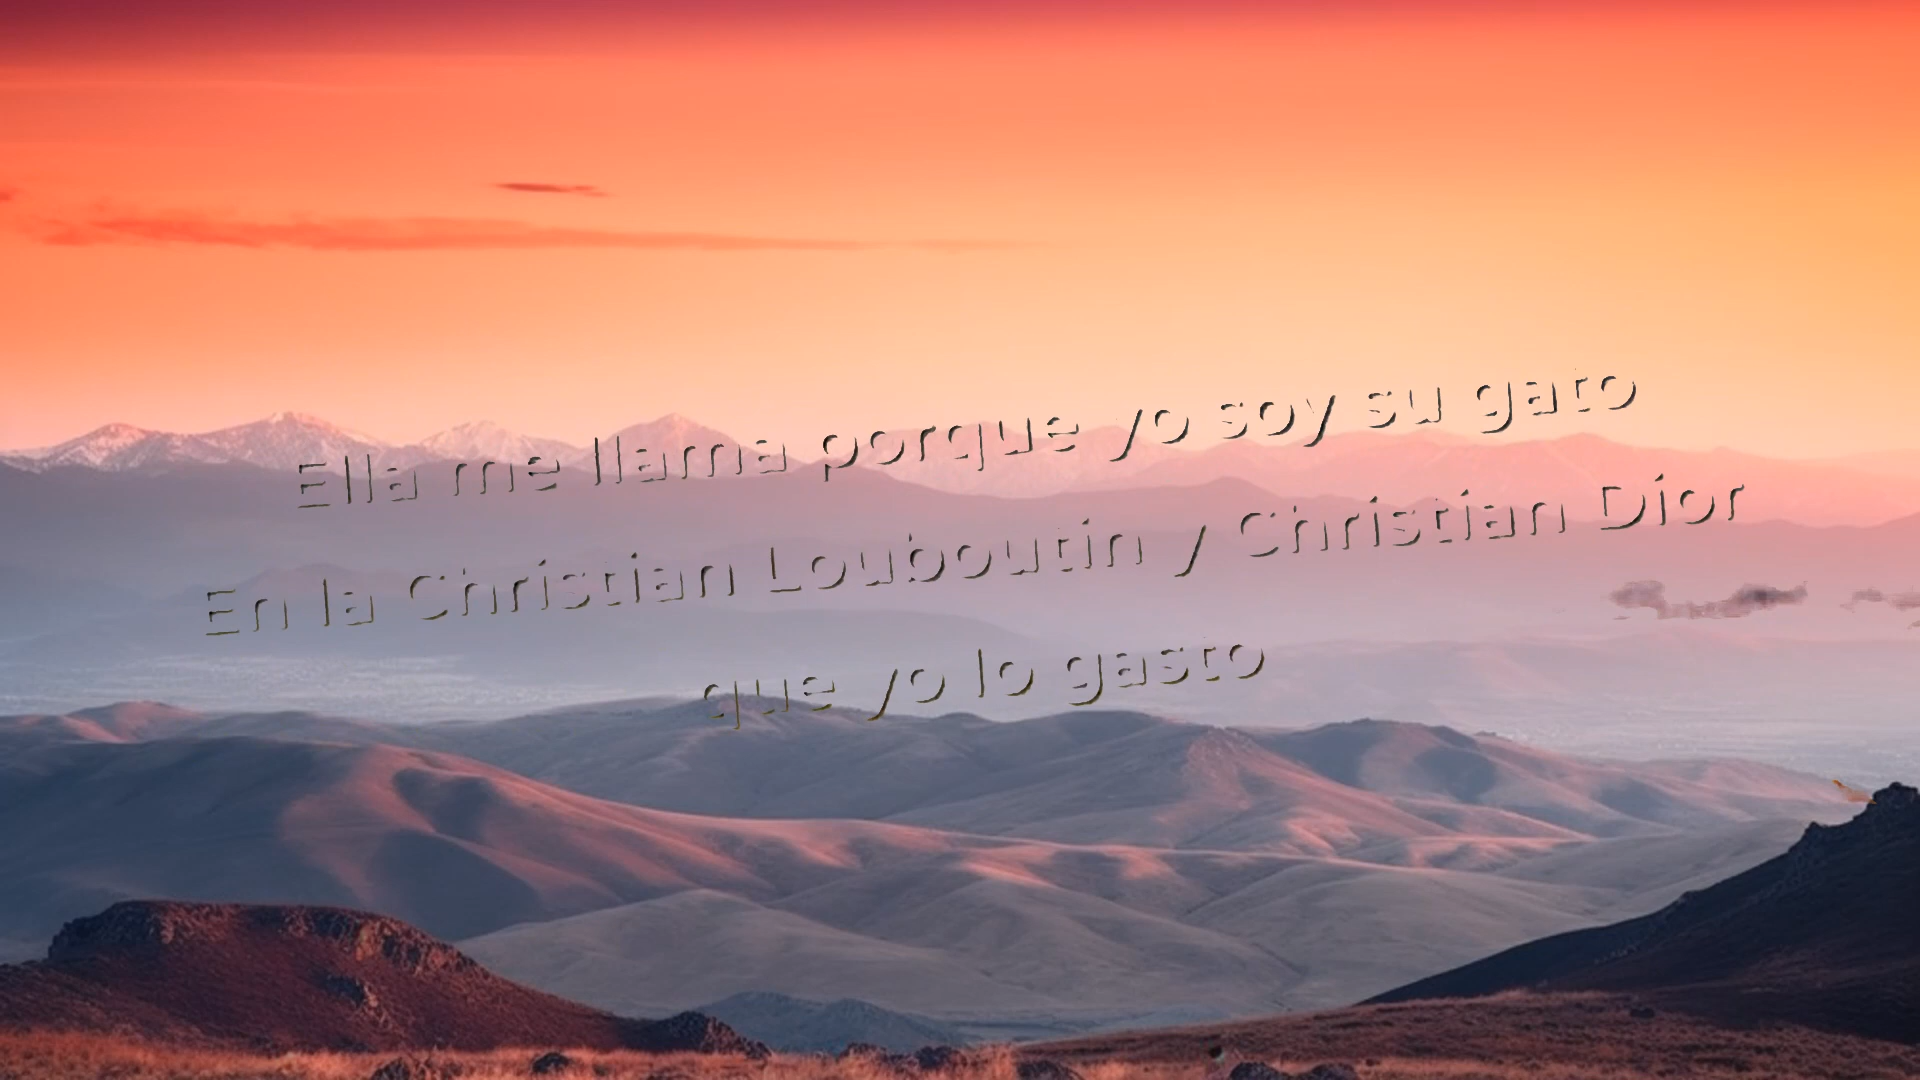 Ella me llama porque yo soy su gato
En la Christian Louboutin y Christian Dior
que yo lo gasto